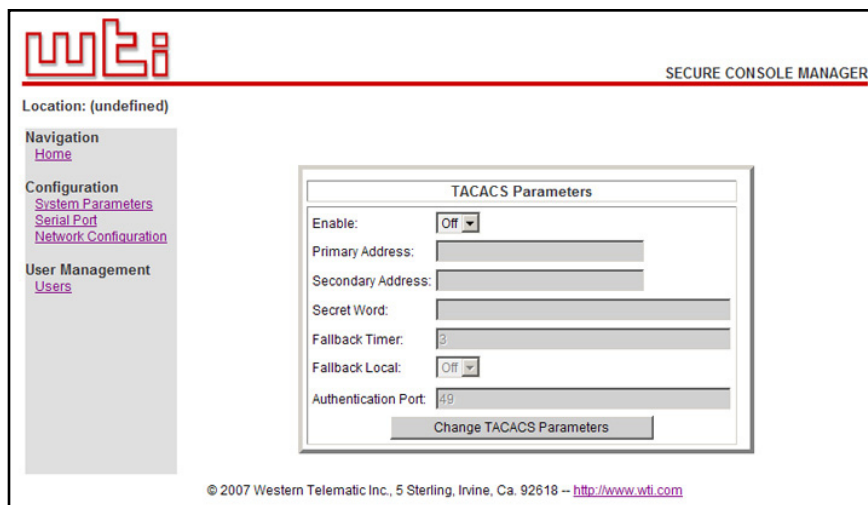 wti
SECURE CONSOLE MANAGER
Location: (undefined)
Navigation
Home
Configuration
System Parameters
Serial Port
Network Configuration
User Management
Users
TACACS Parameters
Enable: Off
Primary Address:
Secondary Address:
Secret Word:
Fallback Timer: 3
Fallback Local: Off
Authentication Port: 49
Change TACACS Parameters
© 2007 Western Telematic Inc., 5 Sterling, Irvine, Ca. 92618 -- http://www.wti.com